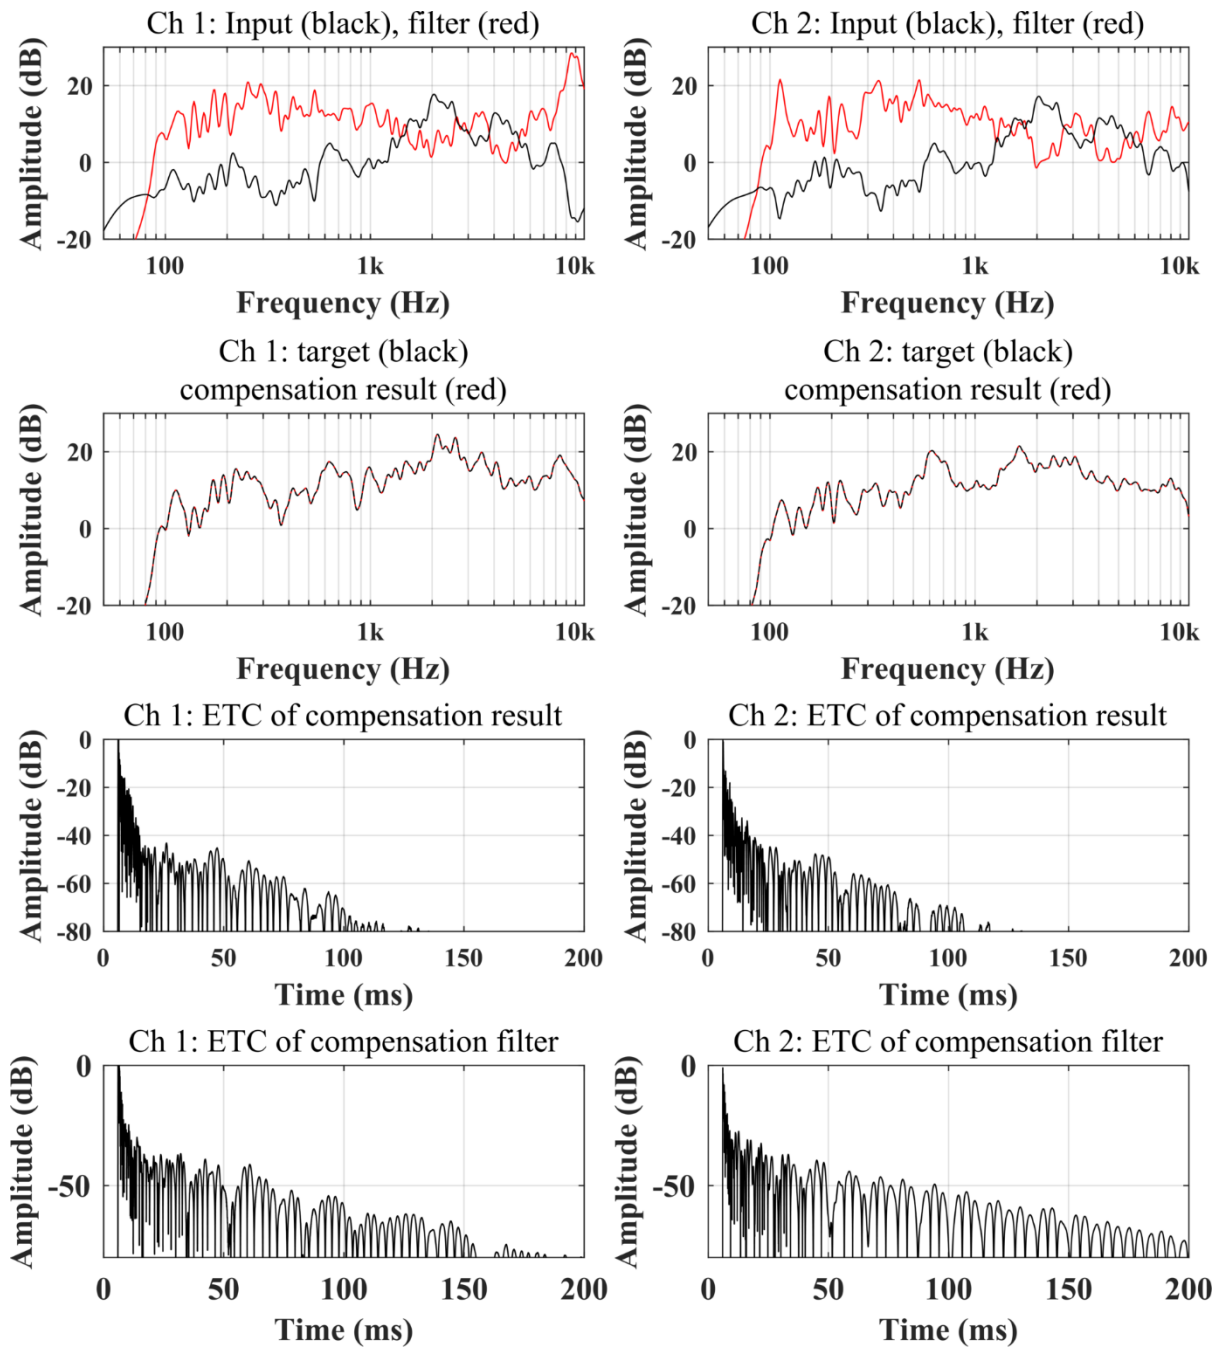 Ch 1: Input (black), filter (red)
Amplitude (dB)
20
0
-20
100
1k
10k
Frequency (Hz)
Ch 2: Input (black), filter (red)
Amplitude (dB)
20
0
-20
100
1k
10k
Frequency (Hz)
Ch 1: target (black)
compensation result (red)
Amplitude (dB)
20
0
-20
100
1k
10k
Frequency (Hz)
Ch 2: target (black)
compensation result (red)
Amplitude (dB)
20
0
-20
100
1k
10k
Frequency (Hz)
Ch 1: ETC of compensation result
Amplitude (dB)
0
-20
-40
-60
-80
0
50
100
150
200
Time (ms)
Ch 2: ETC of compensation result
Amplitude (dB)
0
-20
-40
-60
-80
0
50
100
150
200
Time (ms)
Ch 1: ETC of compensation filter
Amplitude (dB)
0
-50
0
50
100
150
200
Time (ms)
Ch 2: ETC of compensation filter
Amplitude (dB)
0
-50
0
50
100
150
200
Time (ms)